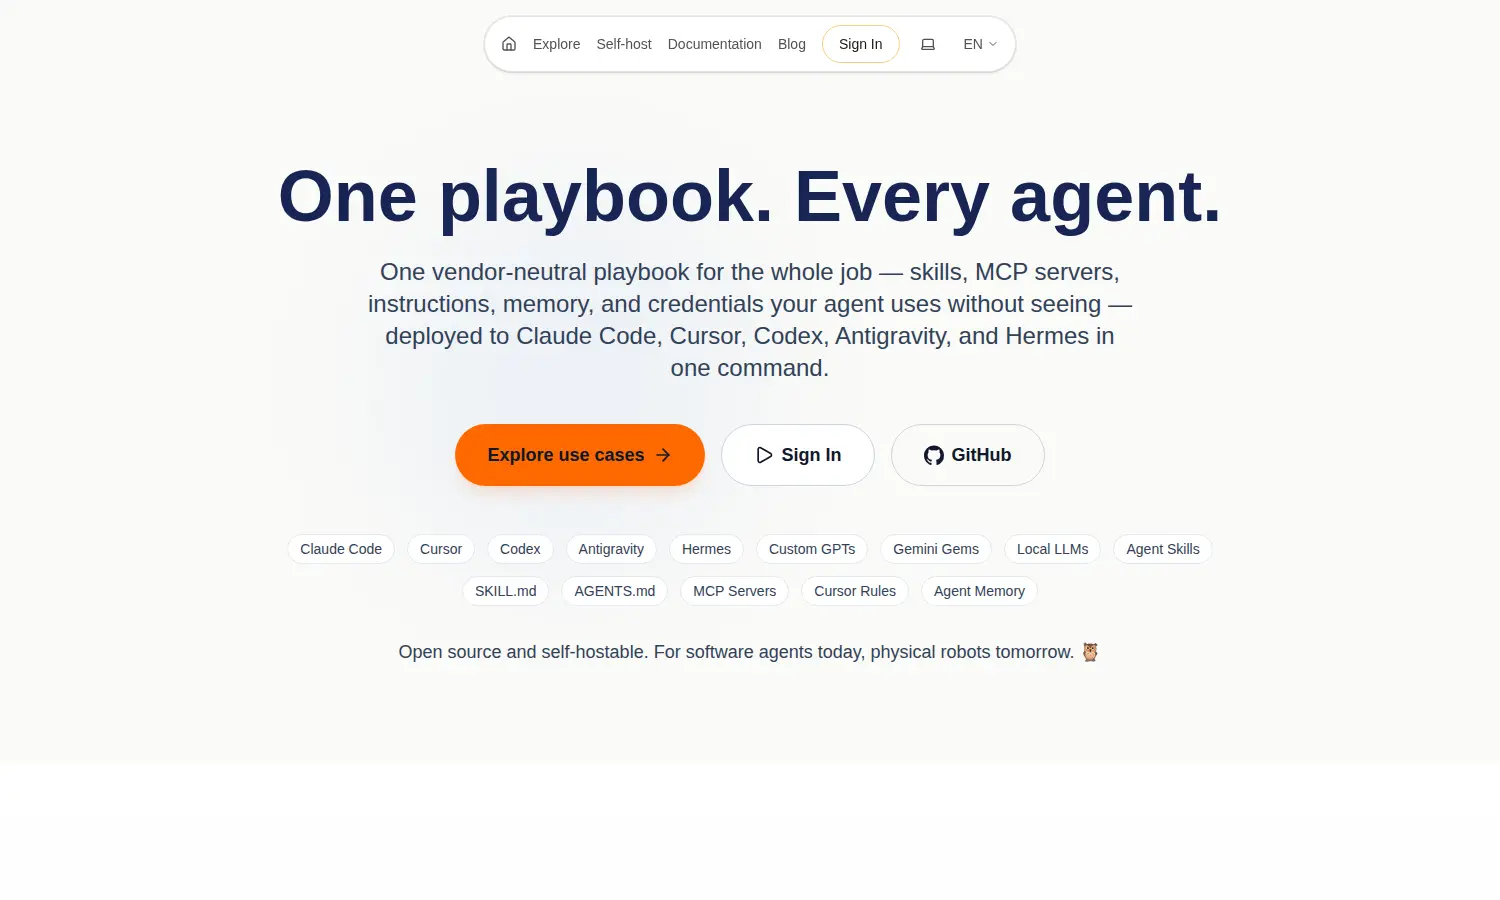 Explore Self-host Documentation Blog Sign In EN
One playbook. Every agent.
One vendor-neutral playbook for the whole job — skills, MCP servers,
instructions, memory, and credentials your agent uses without seeing —
deployed to Claude Code, Cursor, Codex, Antigravity, and Hermes in
one command.
Explore use cases Sign In GitHub
Claude Code Cursor Codex Antigravity Hermes Custom GPTs Gemini Gems Local LLMs Agent Skills
SKILL.md AGENTS.md MCP Servers Cursor Rules Agent Memory
Open source and self-hostable. For software agents today, physical robots tomorrow. 🦉